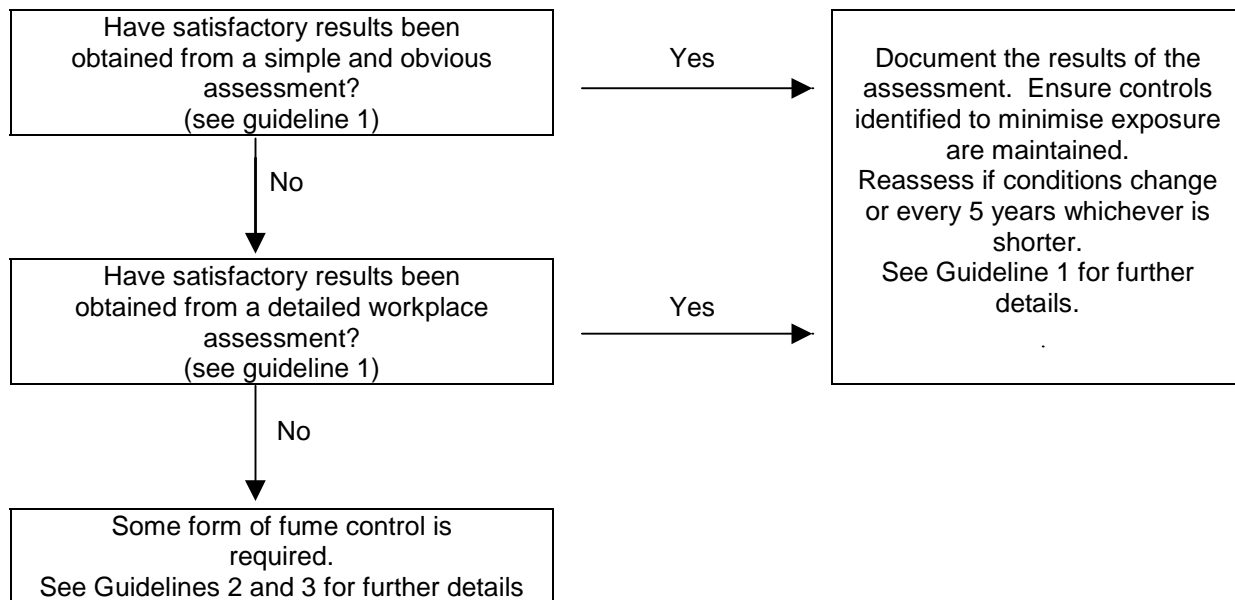 Have satisfactory results been
obtained from a simple and obvious
assessment?
(see guideline 1)
Yes
Document the results of the
assessment.  Ensure controls
identified to minimise exposure
are maintained.
Reassess if conditions change
or every 5 years whichever is
shorter.
See Guideline 1 for further
details.
.
No
Have satisfactory results been
obtained from a detailed workplace
assessment?
(see guideline 1)
Yes
No
Some form of fume control is
required.
See Guidelines 2 and 3 for further details